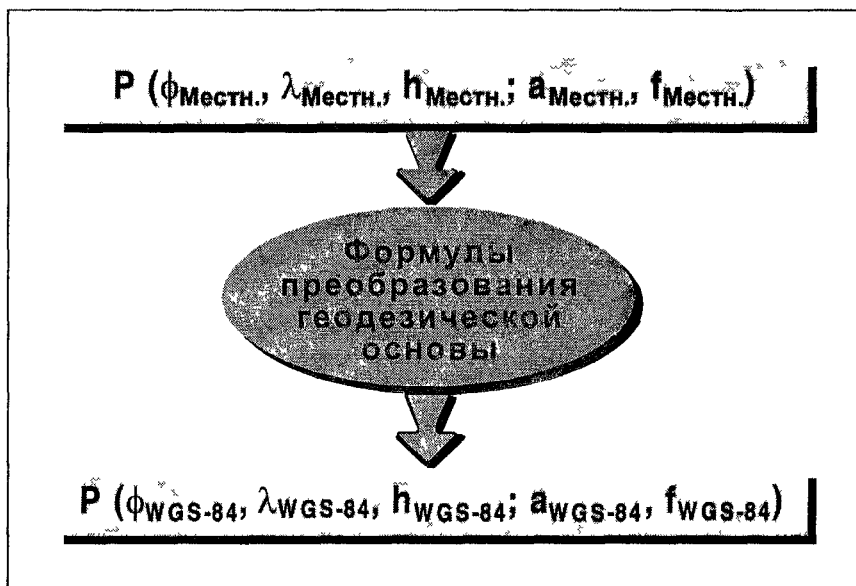 P (ϕМестн., λМестн., hМестн.; aМестн., fМестн.)
Формулы
преобразования
геодезической
основы
P (ϕWGS-84, λWGS-84, hWGS-84; aWGS-84, fWGS-84)